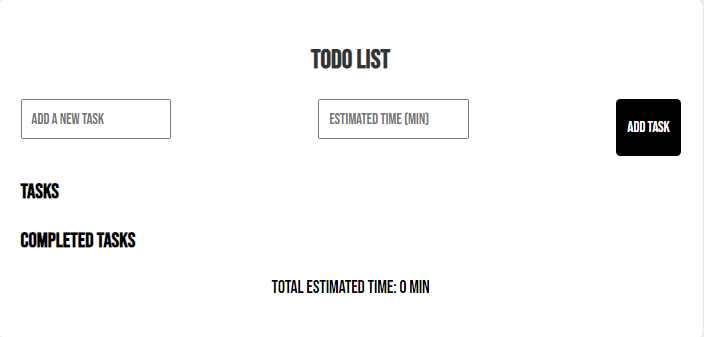 TODO LIST
ADD A NEW TASK
ESTIMATED TIME (MIN)
ADD TASK
TASKS
COMPLETED TASKS
TOTAL ESTIMATED TIME: 0 MIN